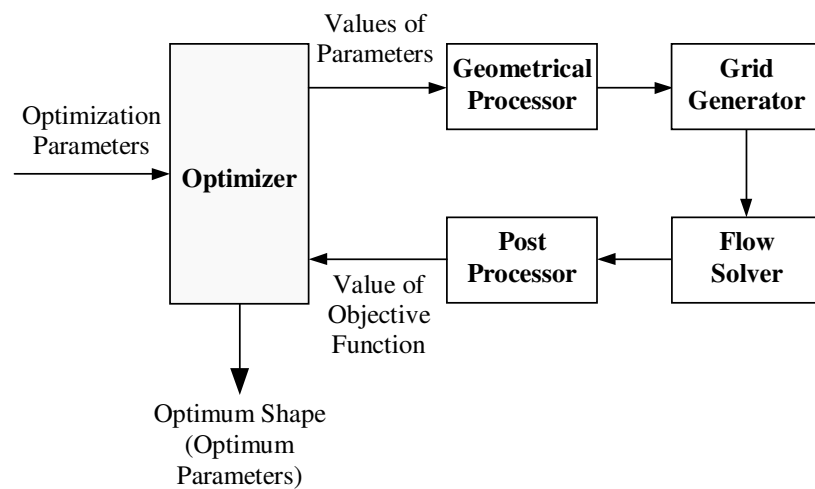 Values of
Parameters
Geometrical
Processor
Grid
Generator
Optimization
Parameters
Optimizer
Post
Processor
Flow
Solver
Value of
Objective
Function
Optimum Shape
(Optimum
Parameters)